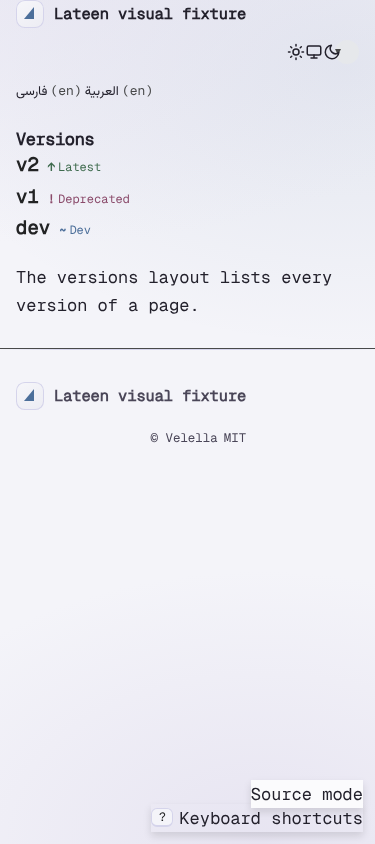 Lateen visual fixture
فارسی (en) العربية (en)
Versions
v2 ↑ Latest
v1 ! Deprecated
dev ~ Dev
The versions layout lists every
version of a page.
Lateen visual fixture
© Velella MIT
Source mode
? Keyboard shortcuts